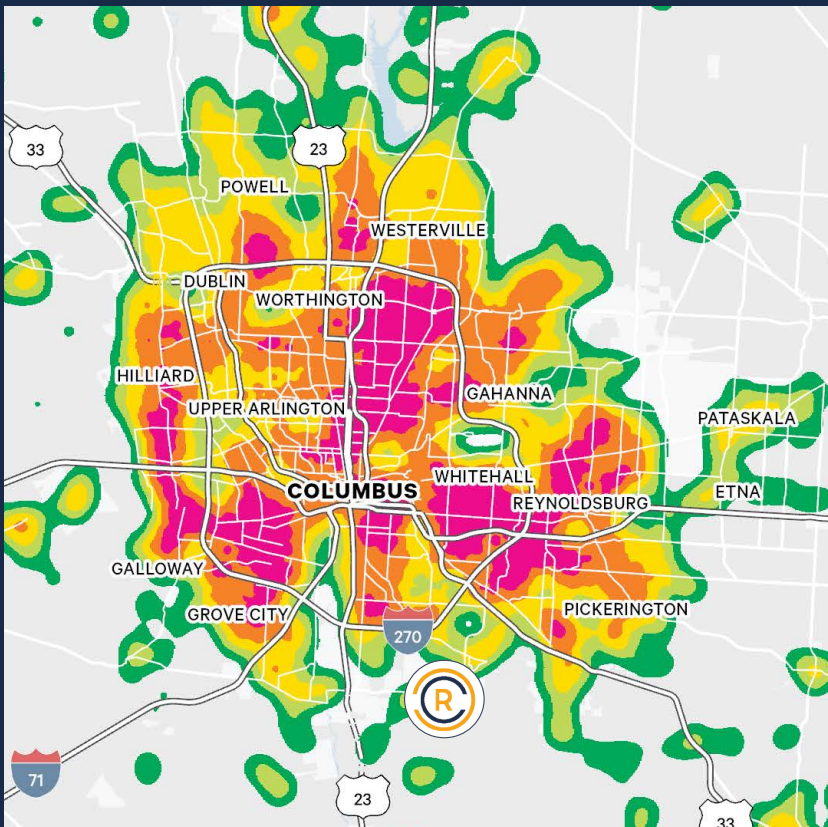 23
33
POWELL
WESTERVILLE
DUBLIN
WORTHINGTON
HILLIARD
GAHANNA
UPPER ARLINGTON
PATASKALA
WHITEHALL
COLUMBUS
ETNA
REYNOLDSBURG
GALLOWAY
PICKERINGTON
GROVE CITY
270
R
71
23
33